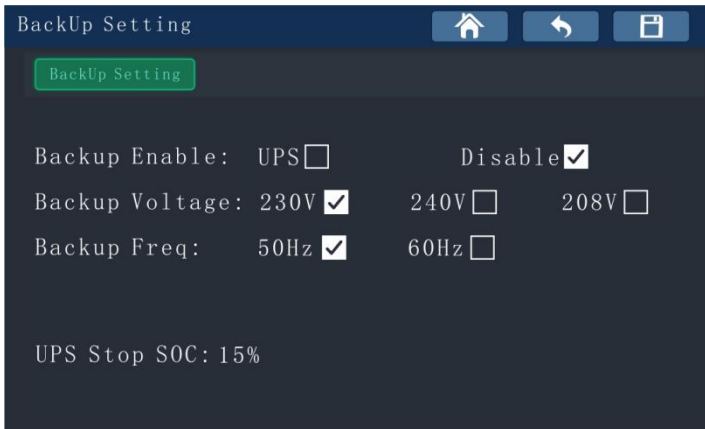 BackUp Setting
BackUp Setting
Backup Enable: UPS Disable
Backup Voltage: 230V 240V 208V
Backup Freq: 50Hz 60Hz
UPS Stop SOC: 15%